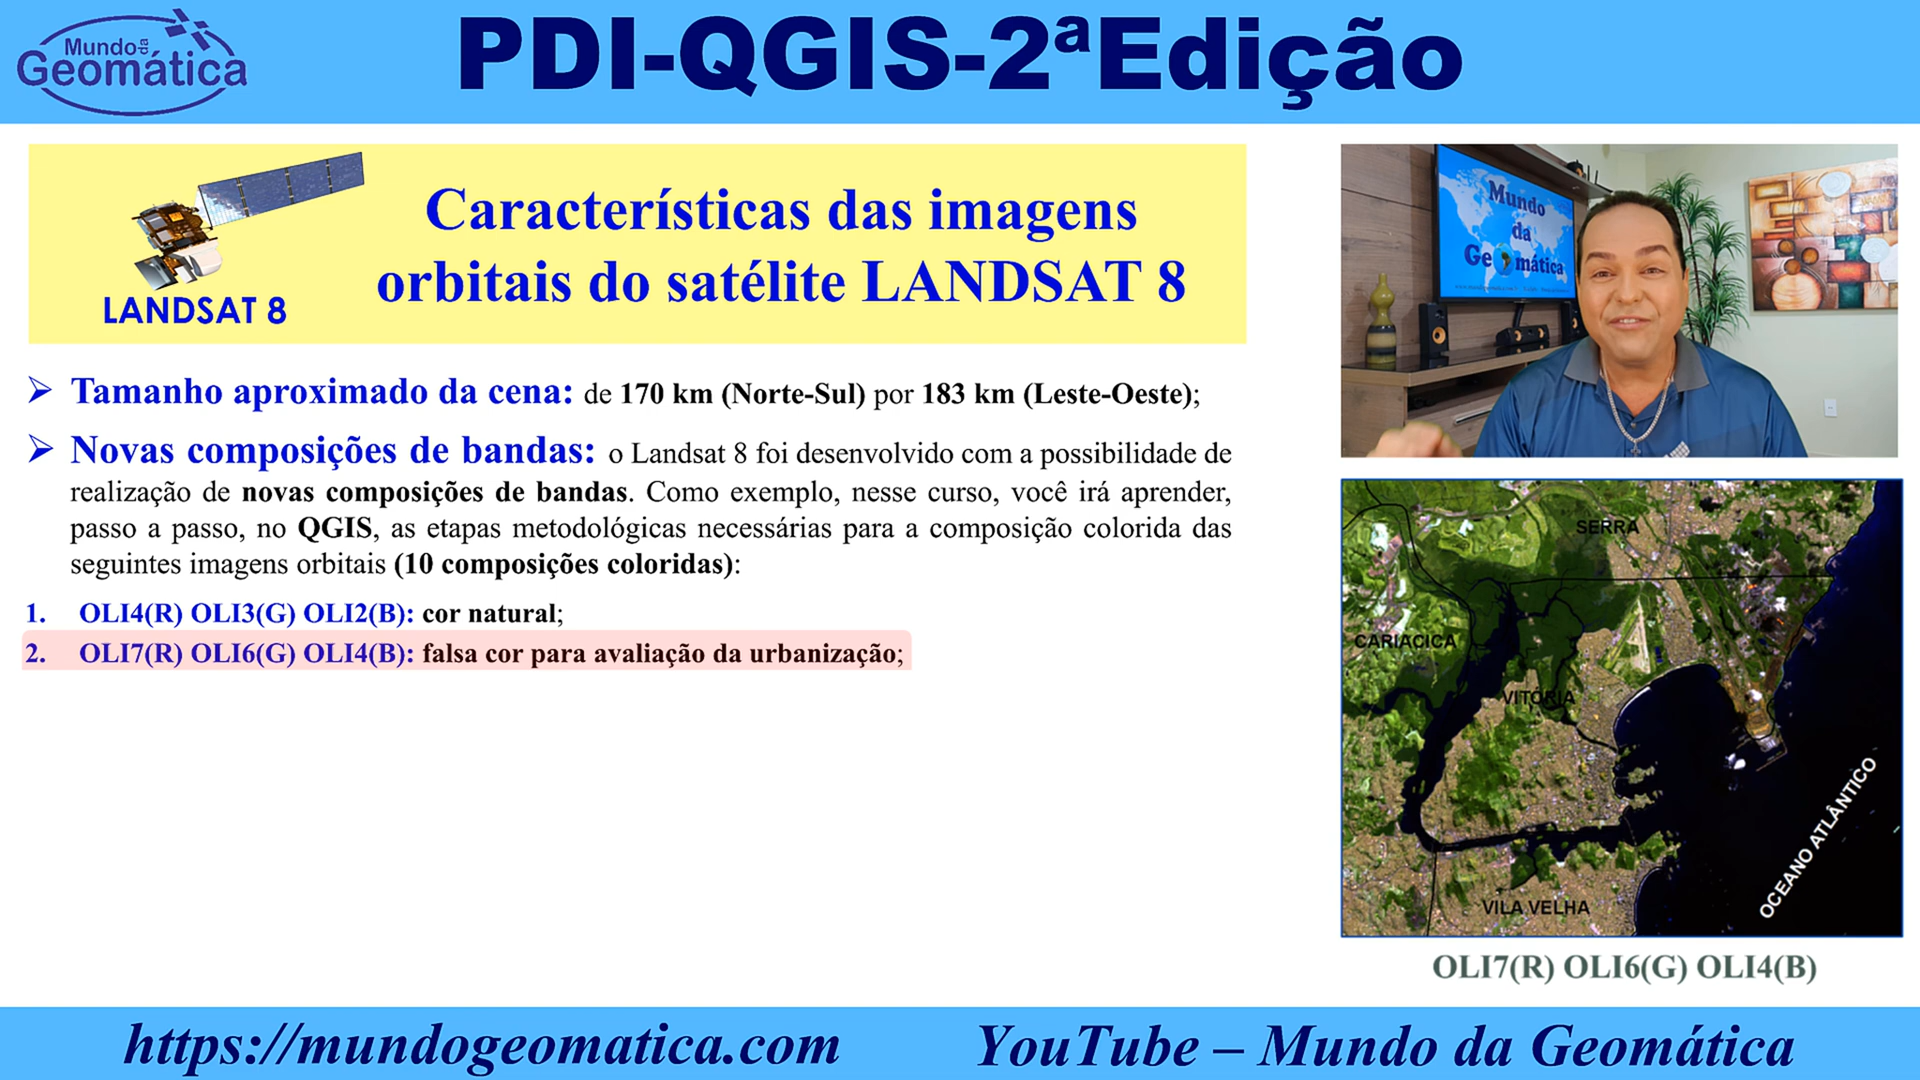 Mundo da
Geomática
PDI-QGIS-2ªEdição
LANDSAT 8
Características das imagens
orbitais do satélite LANDSAT 8
➢ Tamanho aproximado da cena: de 170 km (Norte-Sul) por 183 km (Leste-Oeste);
➢ Novas composições de bandas: o Landsat 8 foi desenvolvido com a possibilidade de
realização de novas composições de bandas. Como exemplo, nesse curso, você irá aprender,
passo a passo, no QGIS, as etapas metodológicas necessárias para a composição colorida das
seguintes imagens orbitais (10 composições coloridas):
1. OLI4(R) OLI3(G) OLI2(B): cor natural;
2. OLI7(R) OLI6(G) OLI4(B): falsa cor para avaliação da urbanização;
Mundo
da
Geomática
SERRA
CARIACICA
VITÓRIA
VILA VELHA
OCEANO ATLÂNTICO
OLI7(R) OLI6(G) OLI4(B)
https://mundogeomatica.com
YouTube – Mundo da Geomática